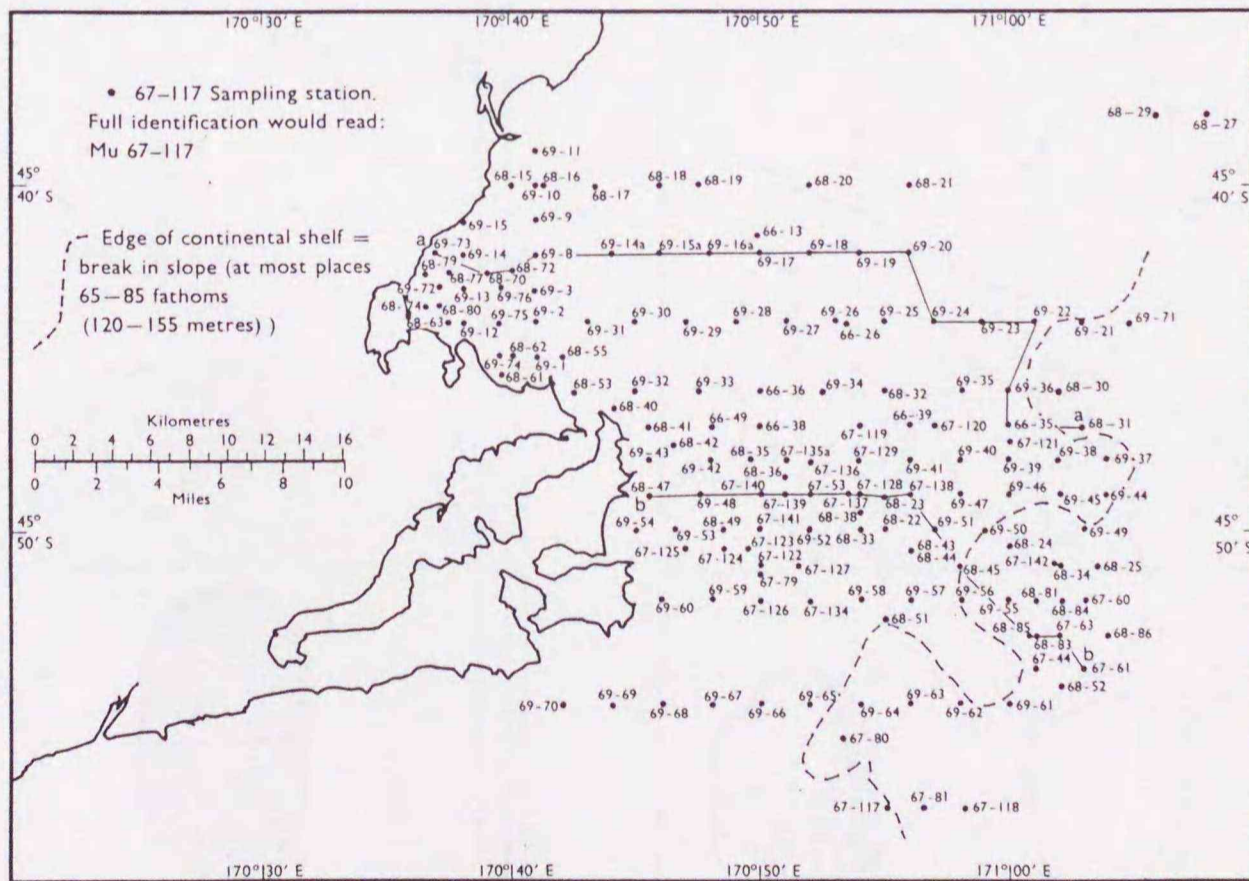 170° 30' E 170° 40' E 170° 50' E 171° 00' E
• 67–117 Sampling station.
Full identification would read:
Mu 67–117
Edge of continental shelf =
break in slope (at most places
65–85 fathoms
(120–155 metres) )
Kilometres
0 2 4 6 8 10 12 14 16
0 2 4 6 8 10
Miles
68-29 68-27
69-11
45° 40' S
45° 40' S
68-15 68-16 69-10 68-17 68-18 68-19 68-20 68-21
69-15 69-9 66-13
a 69-73 69-14 69-8 69-14a 69-15a 69-16a 69-17 69-18 69-19 69-20
68-79 68-77 68-70 68-72
69-72 69-13 69-76 69-3
68-74 68-80 69-75 69-2 69-30 69-28 69-26 69-25 69-24 69-22
68-63 69-12 69-31 69-29 69-27 66-26 69-23 69-21 69-71
68-62 69-74 69-1 68-55
68-61 68-53 69-32 69-33 66-36 69-34 68-32 69-35 69-36 68-30
68-40
68-41 66-49 66-38 67-119 66-39 67-120 66-35 a 68-31
68-42 67-121
69-43 69-42 68-35 67-135a 67-136 67-129 69-41 69-40 69-39 69-38 69-37
68-36
68-47 b 69-48 67-140 67-139 67-53 67-137 67-128 68-23 67-138 69-47 69-46 69-45 69-44
68-38
45° 50' S
45° 50' S
69-54 69-53 68-49 67-141 69-52 68-33 68-22 69-51 69-50 69-49
67-125 67-124 67-123 68-43 68-24
67-122 67-127 68-44 68-45 67-142 68-34 68-25
67-79
69-60 69-59 67-126 67-134 69-58 69-57 69-56 69-55 68-81 68-84 67-60
68-51
68-85 68-83 67-63 68-86
67-44 b 67-61
68-52
69-70 69-69 69-68 69-67 69-66 69-65 69-64 69-63 69-62 69-61
67-80
67-117 67-81 67-118
170° 30' E 170° 40' E 170° 50' E 171° 00' E